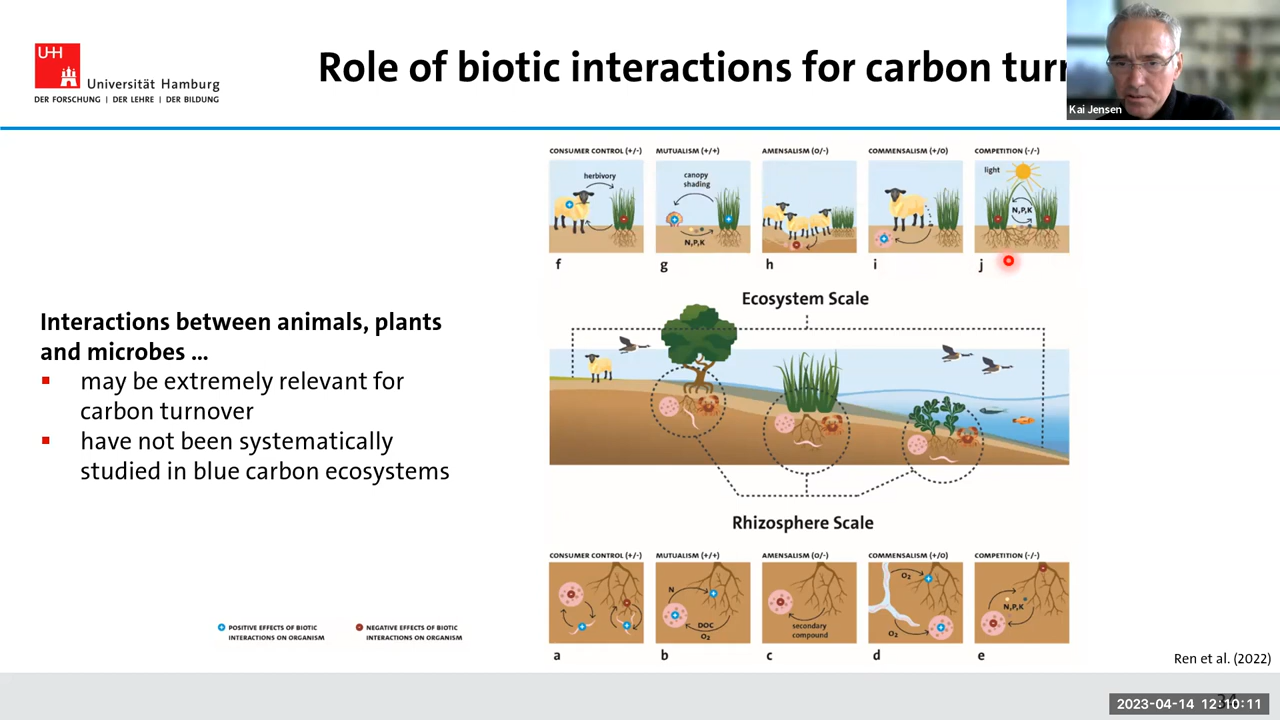 UHH
Universität Hamburg
DER FORSCHUNG | DER LEHRE | DER BILDUNG
Role of biotic interactions for carbon
Kai Jensen
Interactions between animals, plants
and microbes ...
may be extremely relevant for
carbon turnover
have not been systematically
studied in blue carbon ecosystems
CONSUMER CONTROL (+/-)
MUTUALISM (+/+)
AMENSALISM (0/-)
COMMENSALISM (+/0)
COMPETITION (-/-)
herbivory
canopy
shading
N,P,K
light
N,P,K
f
g
h
i
j
Ecosystem Scale
Rhizosphere Scale
CONSUMER CONTROL (+/-)
MUTUALISM (+/+)
AMENSALISM (0/-)
COMMENSALISM (+/0)
COMPETITION (-/-)
N
DOC
O₂
secondary
compound
O₂
O₂
N,P,K
a
b
c
d
e
POSITIVE EFFECTS OF BIOTIC
INTERACTIONS ON ORGANISM
NEGATIVE EFFECTS OF BIOTIC
INTERACTIONS ON ORGANISM
Ren et al. (2022)
2023-04-14 12:10:11